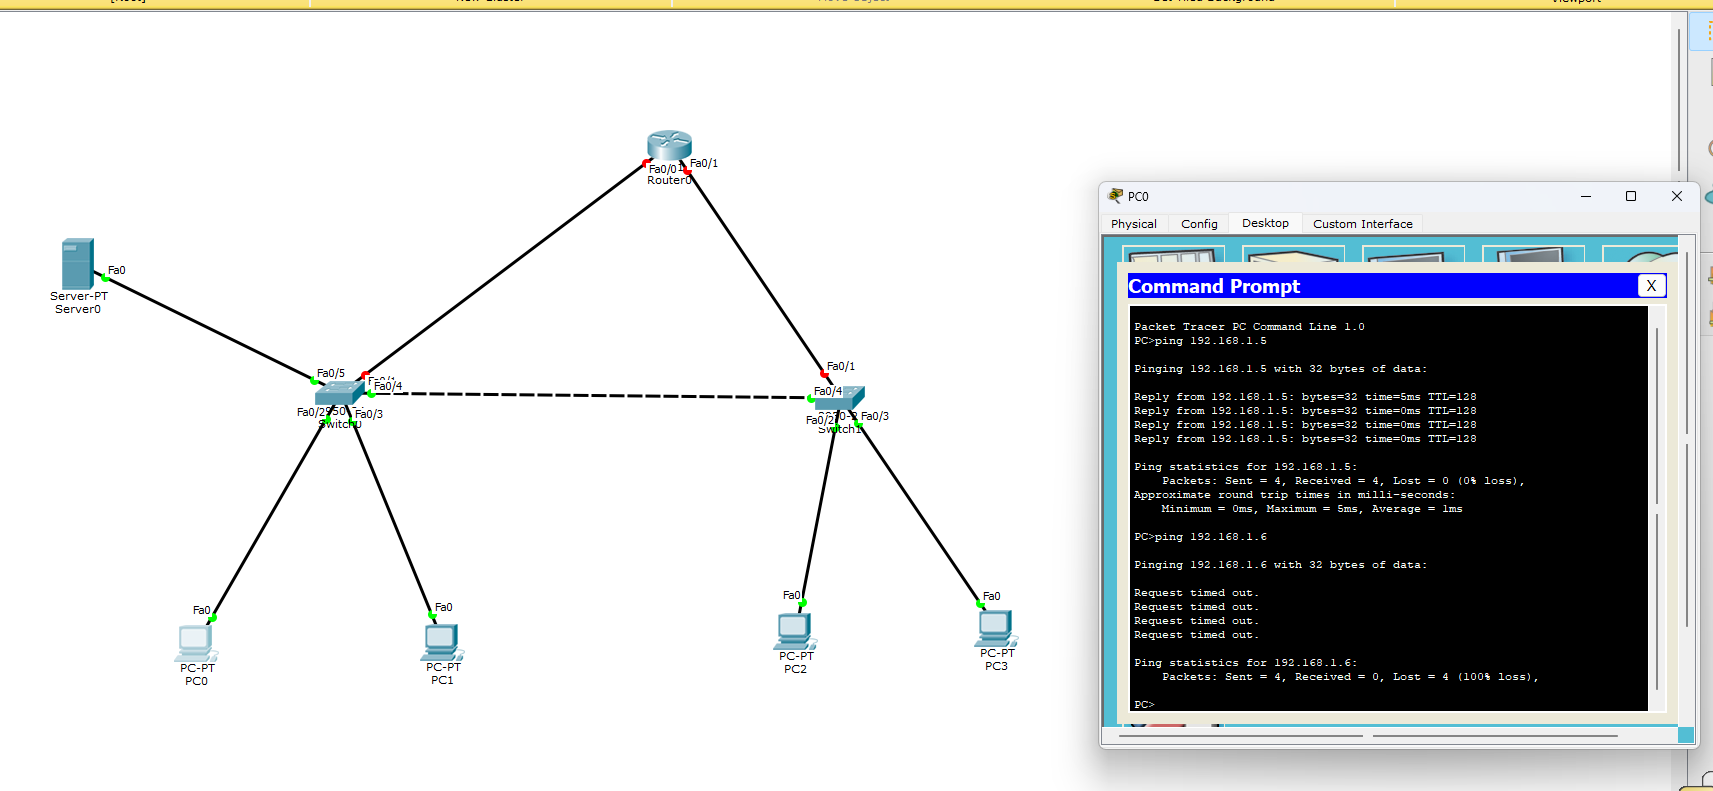 Fa0/0
Fa0/1
Router0
Fa0
Server-PT
Server0
Fa0/5
Fa0/4
Fa0/2
Fa0/3
Switch0
Fa0/1
Fa0/4
Fa0/2
Fa0/3
Switch1
Fa0
PC-PT
PC0
Fa0
PC-PT
PC1
Fa0
PC-PT
PC2
Fa0
PC-PT
PC3
PC0
Physical Config Desktop Custom Interface
Command Prompt X
Packet Tracer PC Command Line 1.0
PC>ping 192.168.1.5
Pinging 192.168.1.5 with 32 bytes of data:
Reply from 192.168.1.5: bytes=32 time=5ms TTL=128
Reply from 192.168.1.5: bytes=32 time=0ms TTL=128
Reply from 192.168.1.5: bytes=32 time=0ms TTL=128
Reply from 192.168.1.5: bytes=32 time=0ms TTL=128
Ping statistics for 192.168.1.5:
Packets: Sent = 4, Received = 4, Lost = 0 (0% loss),
Approximate round trip times in milli-seconds:
Minimum = 0ms, Maximum = 5ms, Average = 1ms
PC>ping 192.168.1.6
Pinging 192.168.1.6 with 32 bytes of data:
Request timed out.
Request timed out.
Request timed out.
Request timed out.
Ping statistics for 192.168.1.6:
Packets: Sent = 4, Received = 0, Lost = 4 (100% loss),
PC>